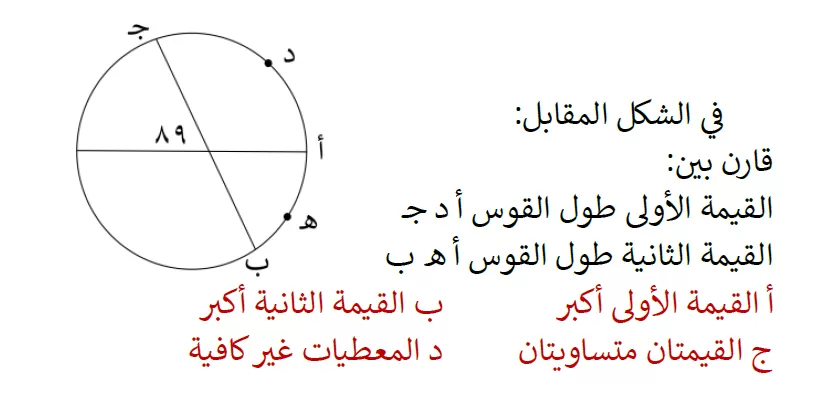 جـ
د
٨٩
أ
هـ
ب
في الشكل المقابل:
قارن بين:
القيمة الأولى طول القوس أ د جـ
القيمة الثانية طول القوس أ هـ ب
أ القيمة الأولى أكبر ب القيمة الثانية أكبر
ج القيمتان متساويتان د المعطيات غير كافية